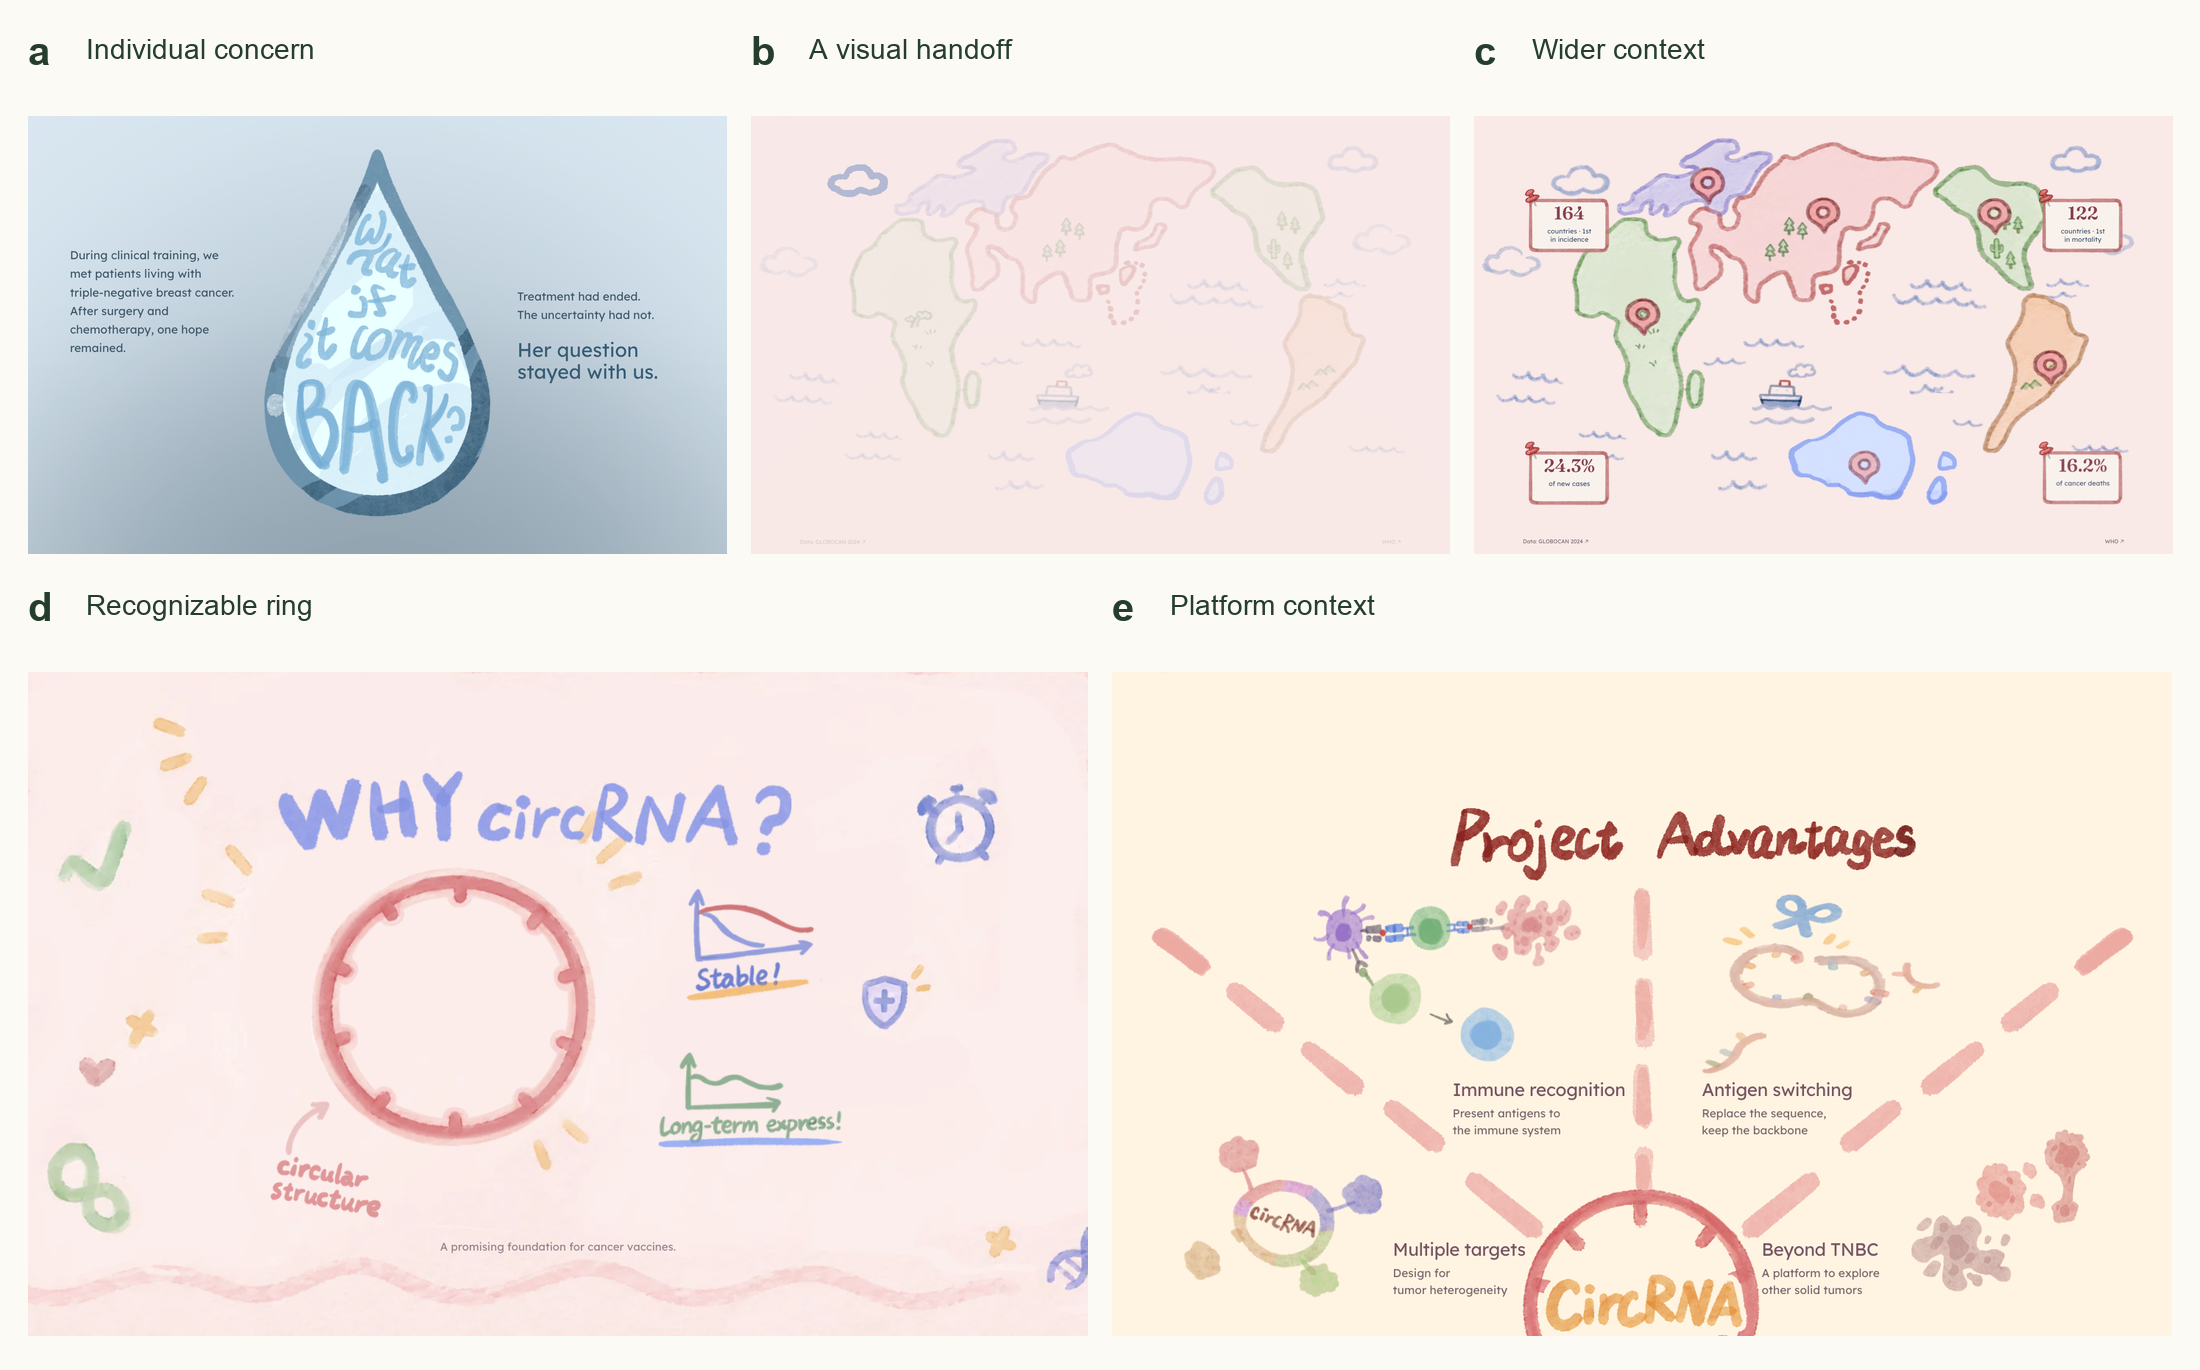 a Individual concern
During clinical training, we
met patients living with
triple-negative breast cancer.
After surgery and
chemotherapy, one hope
remained.
what
if
it comes
BACK?
Treatment had ended.
The uncertainty had not.
Her question
stayed with us.
b A visual handoff
Data: GLOBOCAN 2024 ↗
WHO ↗
c Wider context
164
countries · 1st
in incidence
122
countries · 1st
in mortality
24.3%
of new cases
16.2%
of cancer deaths
Data: GLOBOCAN 2024 ↗
WHO ↗
d Recognizable ring
WHY circRNA?
Stable!
Long-term express!
circular
structure
A promising foundation for cancer vaccines.
e Platform context
Project Advantages
Immune recognition
Present antigens to
the immune system
Antigen switching
Replace the sequence,
keep the backbone
circRNA
Multiple targets
Design for
tumor heterogeneity
CircRNA
Beyond TNBC
A platform to explore
other solid tumors